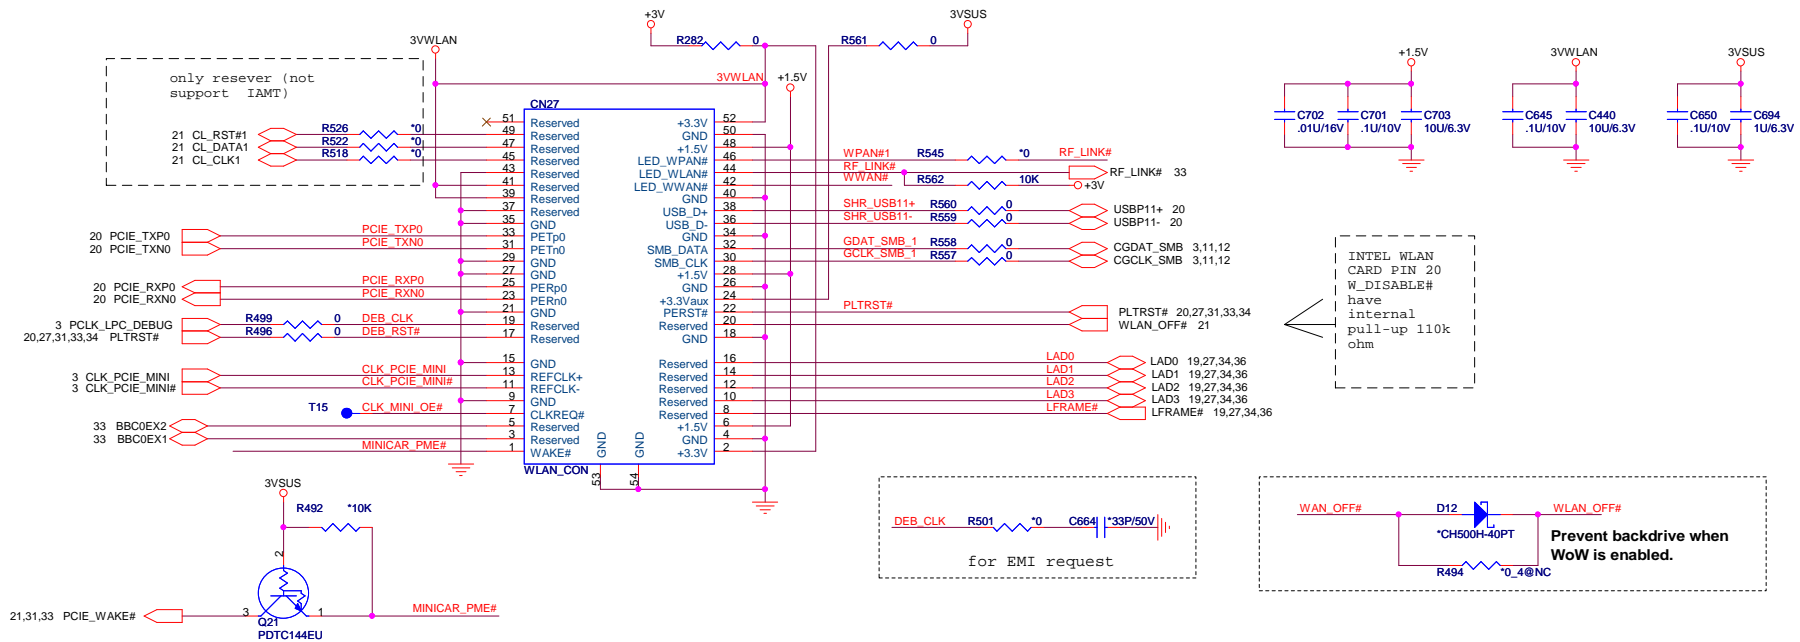 +3V
3VSUS
R282 0
R561 0
3VWLAN
3VWLAN
+1.5V
only resever (not
support IAMT)
21 CL_RST#1 R526 *0
21 CL_DATA1 R522 *0
21 CL_CLK1 R518 *0
CN27
51 Reserved
49 Reserved
47 Reserved
45 Reserved
43 Reserved
41 Reserved
39 Reserved
37 Reserved
35 GND
33 PETp0
31 PETn0
29 GND
27 GND
25 PERp0
23 PERn0
21 GND
19 Reserved
17 Reserved
15 GND
13 REFCLK+
11 REFCLK-
9 GND
7 CLKREQ#
5 Reserved
3 Reserved
1 WAKE#
+3.3V 52
GND 50
+1.5V 48
LED_WPAN# 46
LED_WLAN# 44
LED_WWAN# 42
GND 40
USB_D+ 38
USB_D- 36
GND 34
SMB_DATA 32
SMB_CLK 30
+1.5V 28
GND 26
+3.3Vaux 24
PERST# 22
Reserved 20
GND 18
Reserved 16
Reserved 14
Reserved 12
Reserved 10
Reserved 8
+1.5V 6
GND 4
+3.3V 2
GND 53
GND 54
WLAN_CON
20 PCIE_TXP0 PCIE_TXP0
20 PCIE_TXN0 PCIE_TXN0
20 PCIE_RXP0 PCIE_RXP0
20 PCIE_RXN0 PCIE_RXN0
3 PCLK_LPC_DEBUG R499 0 DEB_CLK
20,27,31,33,34 PLTRST# R496 0 DEB_RST#
3 CLK_PCIE_MINI CLK_PCIE_MINI
3 CLK_PCIE_MINI# CLK_PCIE_MINI#
T15 CLK_MINI_OE#
33 BBC0EX2
33 BBC0EX1
MINICAR_PME#
WPAN#1 R545 *0 RF_LINK#
RF_LINK# RF_LINK# 33
WWAN# R562 10K +3V
SHR_USB11+ R560 0 USBP11+ 20
SHR_USB11- R559 0 USBP11- 20
GDAT_SMB_1 R558 0 CGDAT_SMB 3,11,12
GCLK_SMB_1 R557 0 CGCLK_SMB 3,11,12
PLTRST# PLTRST# 20,27,31,33,34
WLAN_OFF# 21
LAD0 LAD0 19,27,34,36
LAD1 LAD1 19,27,34,36
LAD2 LAD2 19,27,34,36
LAD3 LAD3 19,27,34,36
LFRAME# LFRAME# 19,27,34,36
+1.5V
C702 .01U/16V
C701 .1U/10V
C703 10U/6.3V
3VWLAN
C645 .1U/10V
C440 10U/6.3V
3VSUS
C650 .1U/10V
C694 1U/6.3V
INTEL WLAN
CARD PIN 20
W_DISABLE#
have
internal
pull-up 110k
ohm
3VSUS
R492 *10K
2
3
1
Q21
PDTC144EU
21,31,33 PCIE_WAKE#
MINICAR_PME#
DEB_CLK R501 *0 C664 *33P/50V
for EMI request
WAN_OFF# D12 WLAN_OFF#
*CH500H-40PT
R494 *0_4@NC
Prevent backdrive when
WoW is enabled.